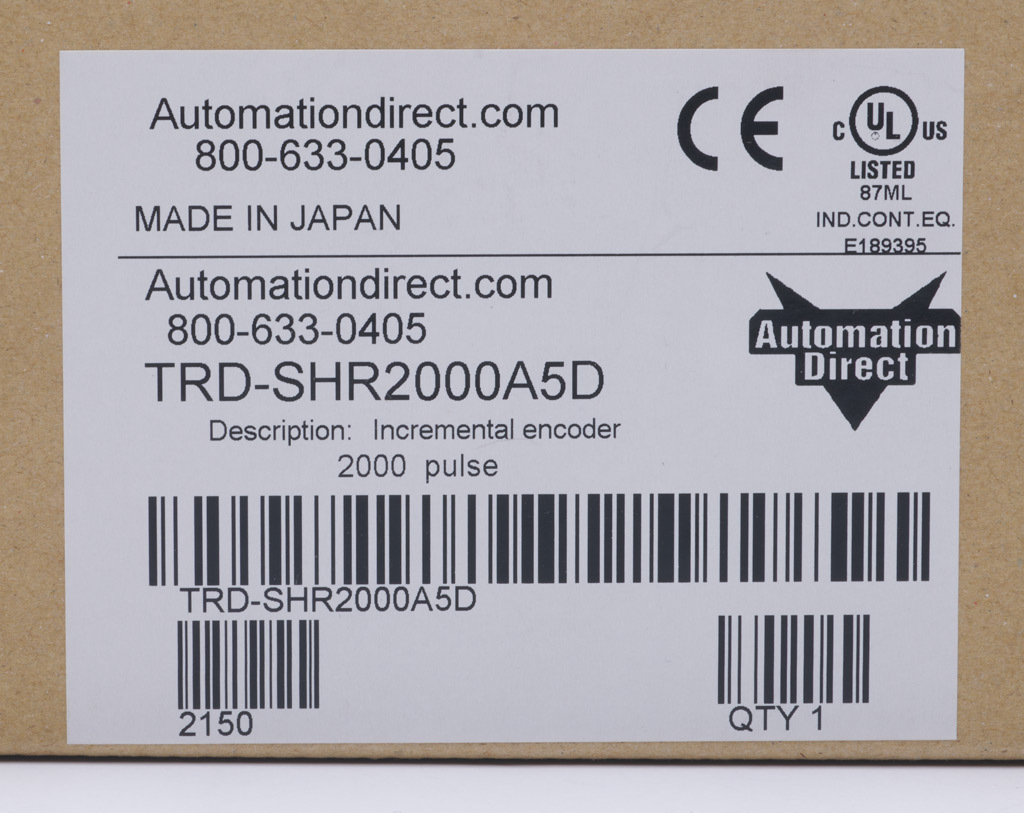 Automationdirect.com
800-633-0405
MADE IN JAPAN
CE
C UL US
LISTED
87ML
IND.CONT.EQ.
E189395
Automationdirect.com
800-633-0405
TRD-SHR2000A5D
Description: Incremental encoder
2000 pulse
Automation
Direct
TRD-SHR2000A5D
2150
QTY 1